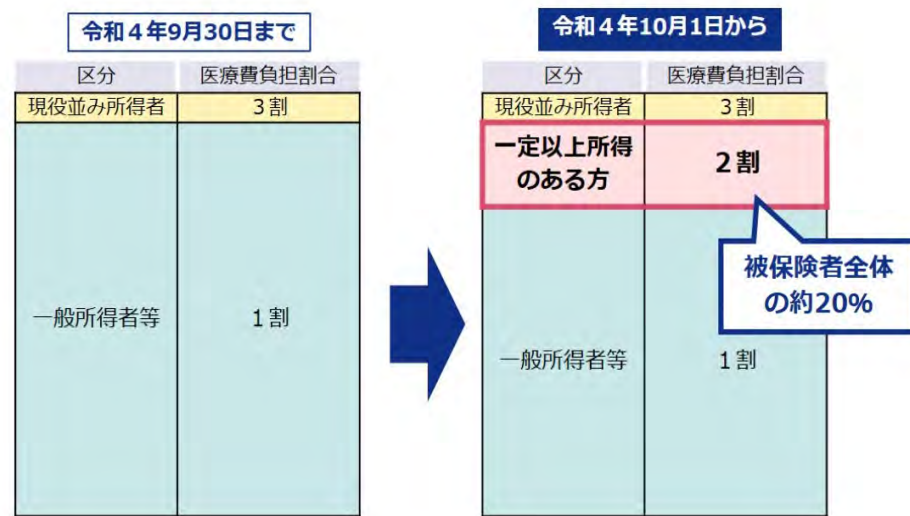 令和４年9月30日まで
区分 医療費負担割合
現役並み所得者 ３割
一般所得者等 １割
令和４年10月1日から
区分 医療費負担割合
現役並み所得者 ３割
一定以上所得
のある方
２割
被保険者全体
の約20%
一般所得者等 １割